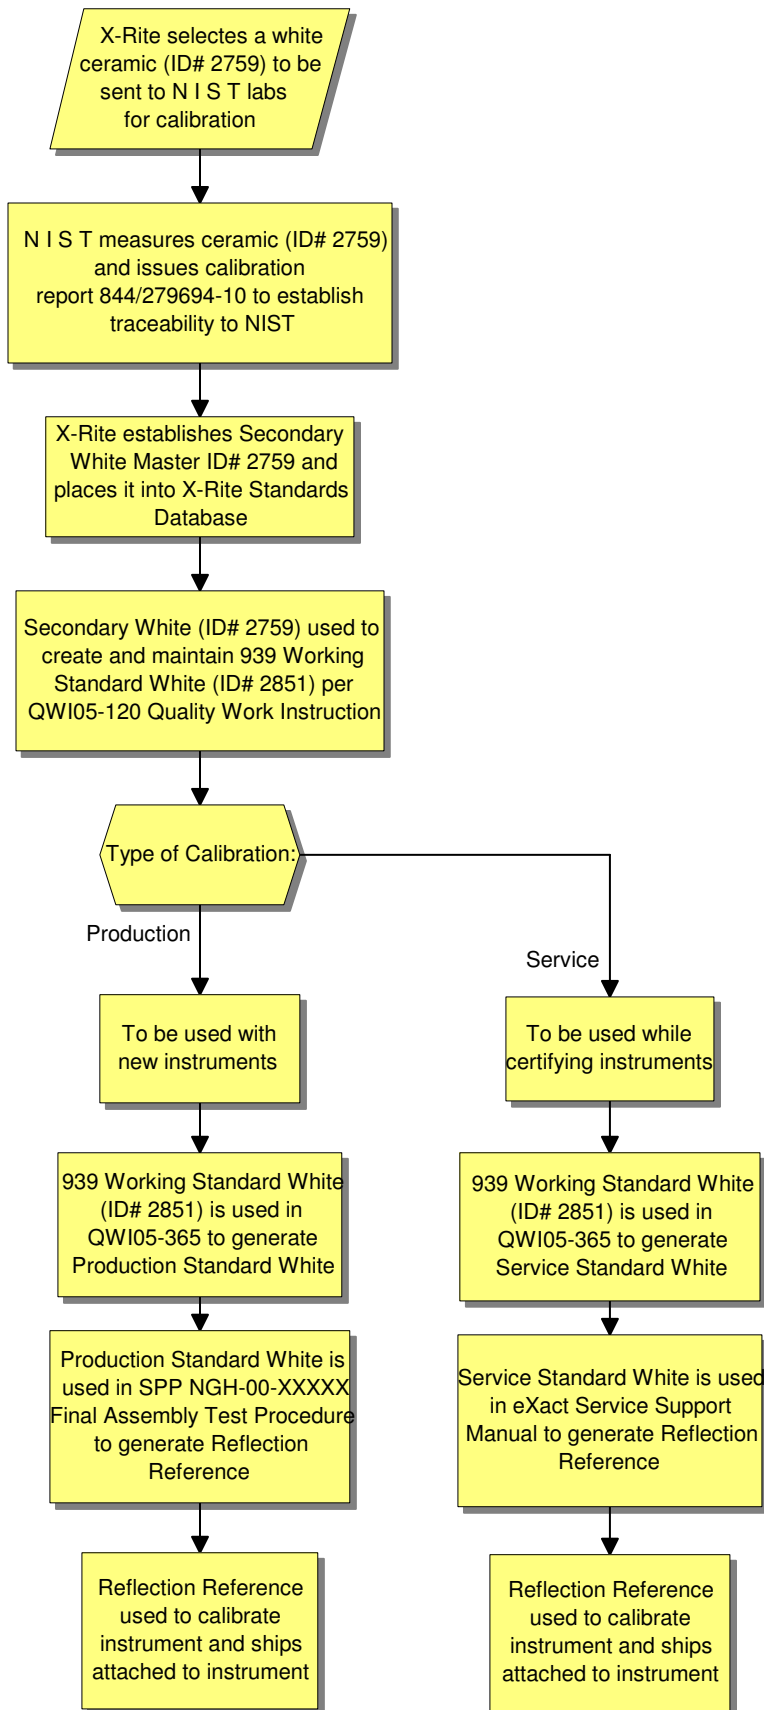 X-Rite selectes a white
ceramic (ID# 2759) to be
sent to N I S T labs
for calibration
N I S T measures ceramic (ID# 2759)
and issues calibration
report 844/279694-10 to establish
traceability to NIST
X-Rite establishes Secondary
White Master ID# 2759 and
places it into X-Rite Standards
Database
Secondary White (ID# 2759) used to
create and maintain 939 Working
Standard White (ID# 2851) per
QWI05-120 Quality Work Instruction
Type of Calibration:
Production
To be used with
new instruments
939 Working Standard White
(ID# 2851) is used in
QWI05-365 to generate
Production Standard White
Production Standard White is
used in SPP NGH-00-XXXXX
Final Assembly Test Procedure
to generate Reflection
Reference
Reflection Reference
used to calibrate
instrument and ships
attached to instrument
Service
To be used while
certifying instruments
939 Working Standard White
(ID# 2851) is used in
QWI05-365 to generate
Service Standard White
Service Standard White is used
in eXact Service Support
Manual to generate Reflection
Reference
Reflection Reference
used to calibrate
instrument and ships
attached to instrument